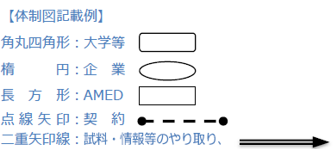 【体制図記載例】
角丸四角形：大学等
楕円：企業
長方形：AMED
点線矢印：契約
二重矢印線：試料・情報等のやり取り、